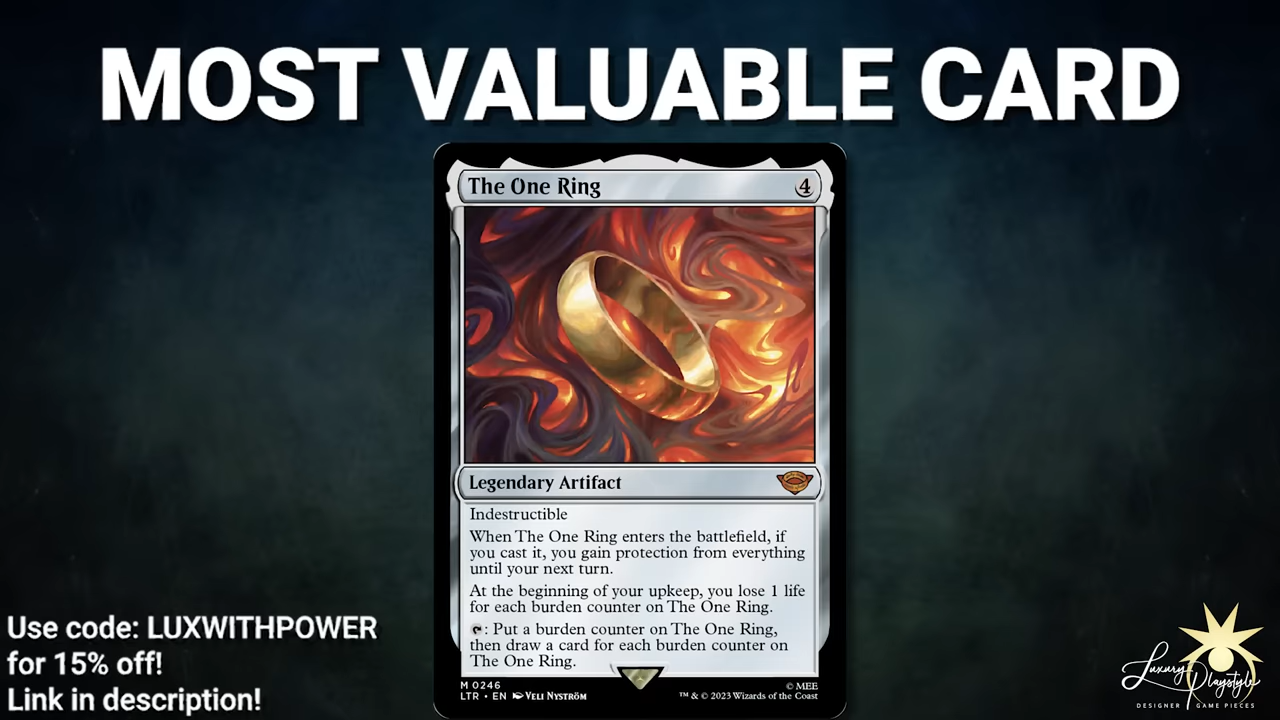 MOST VALUABLE CARD
The One Ring
4
Legendary Artifact
Indestructible
When The One Ring enters the battlefield, if
you cast it, you gain protection from everything
until your next turn.
At the beginning of your upkeep, you lose 1 life
for each burden counter on The One Ring.
: Put a burden counter on The One Ring,
then draw a card for each burden counter on
The One Ring.
M 0246
LTR • EN VELI NYSTRÖM
© MEE
™ & © 2023 Wizards of the Coast
Use code: LUXWITHPOWER
for 15% off!
Link in description!
Luxury
Playstyle
DESIGNER GAME PIECES